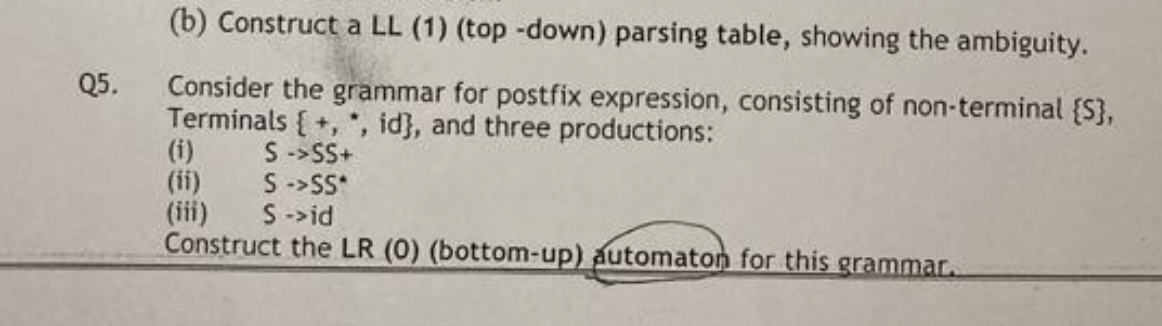 (b) Construct a LL (1) (top -down) parsing table, showing the ambiguity.
Q5. Consider the grammar for postfix expression, consisting of non-terminal {S},
Terminals { +, *, id}, and three productions:
(i) S ->SS+
(ii) S ->SS*
(iii) S ->id
Construct the LR (0) (bottom-up) automaton for this grammar.